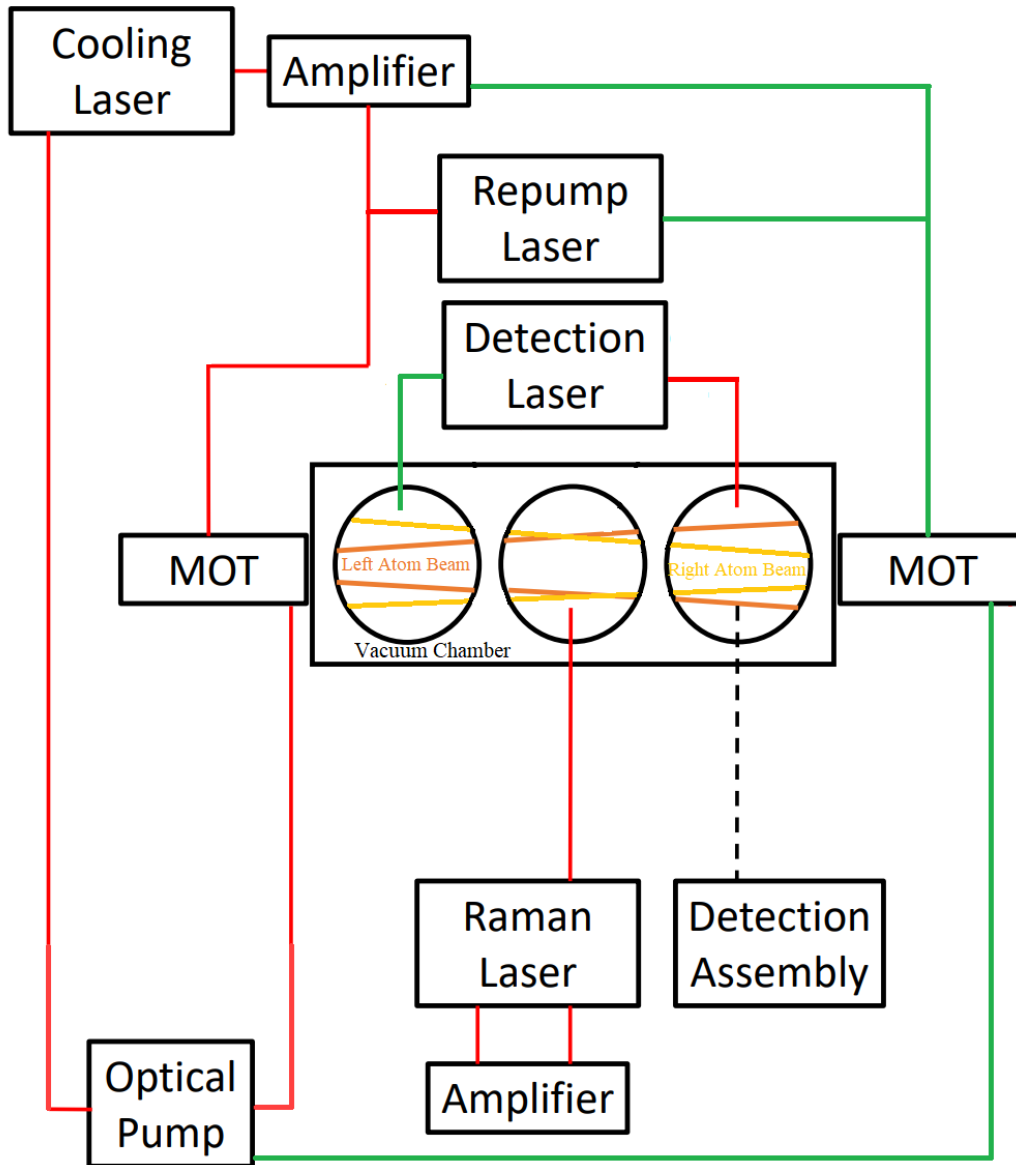 Cooling
Laser
Amplifier
Repump
Laser
Detection
Laser
MOT
Left Atom Beam
Right Atom Beam
MOT
Vacuum Chamber
Raman
Laser
Detection
Assembly
Optical
Pump
Amplifier